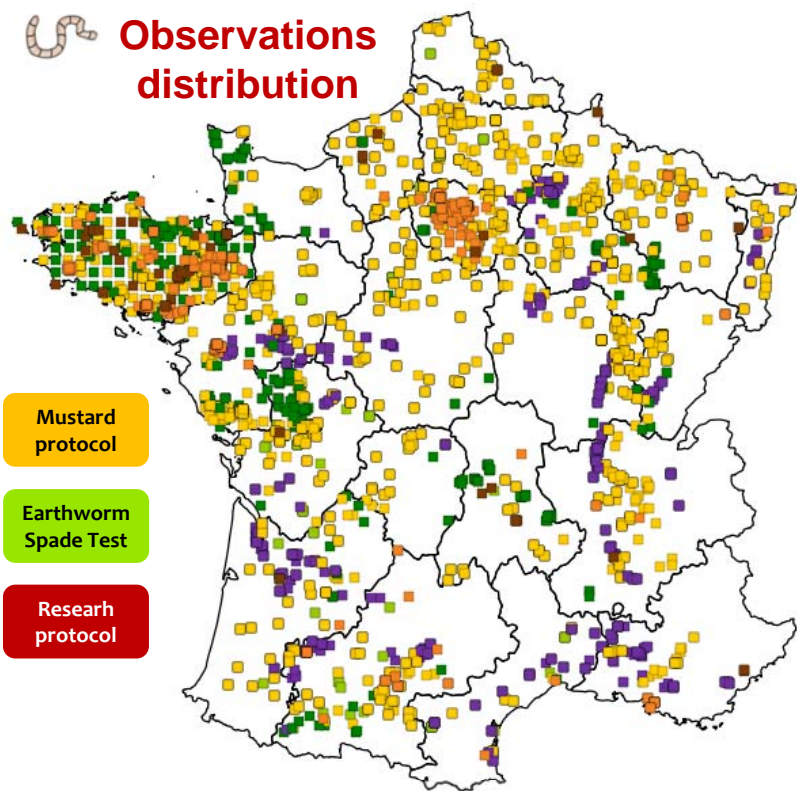 Observations
distribution
Mustard
protocol
Earthworm
Spade Test
Researh
protocol